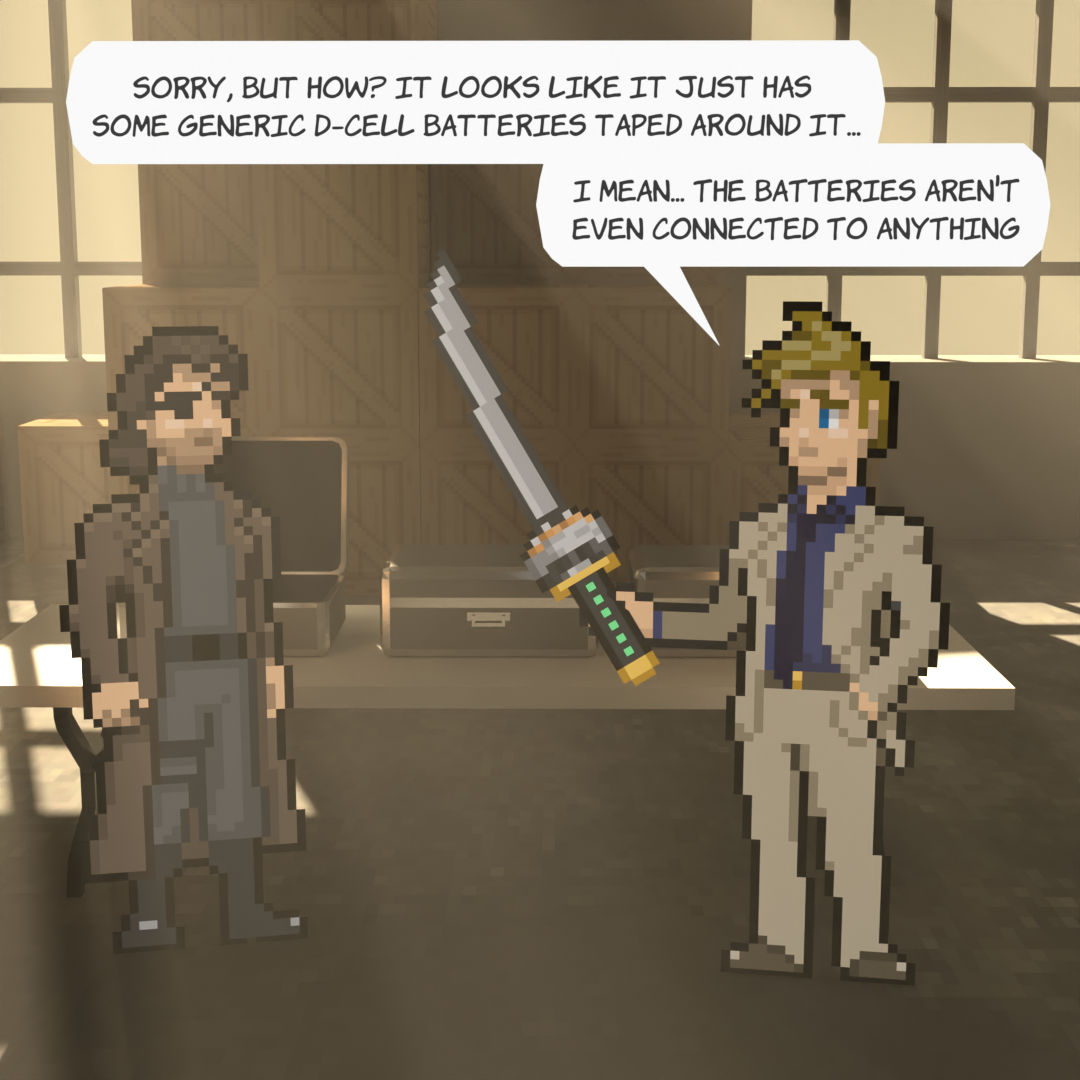 SORRY, BUT HOW? IT LOOKS LIKE IT JUST HAS
SOME GENERIC D-CELL BATTERIES TAPED AROUND IT...
I MEAN... THE BATTERIES AREN'T
EVEN CONNECTED TO ANYTHING